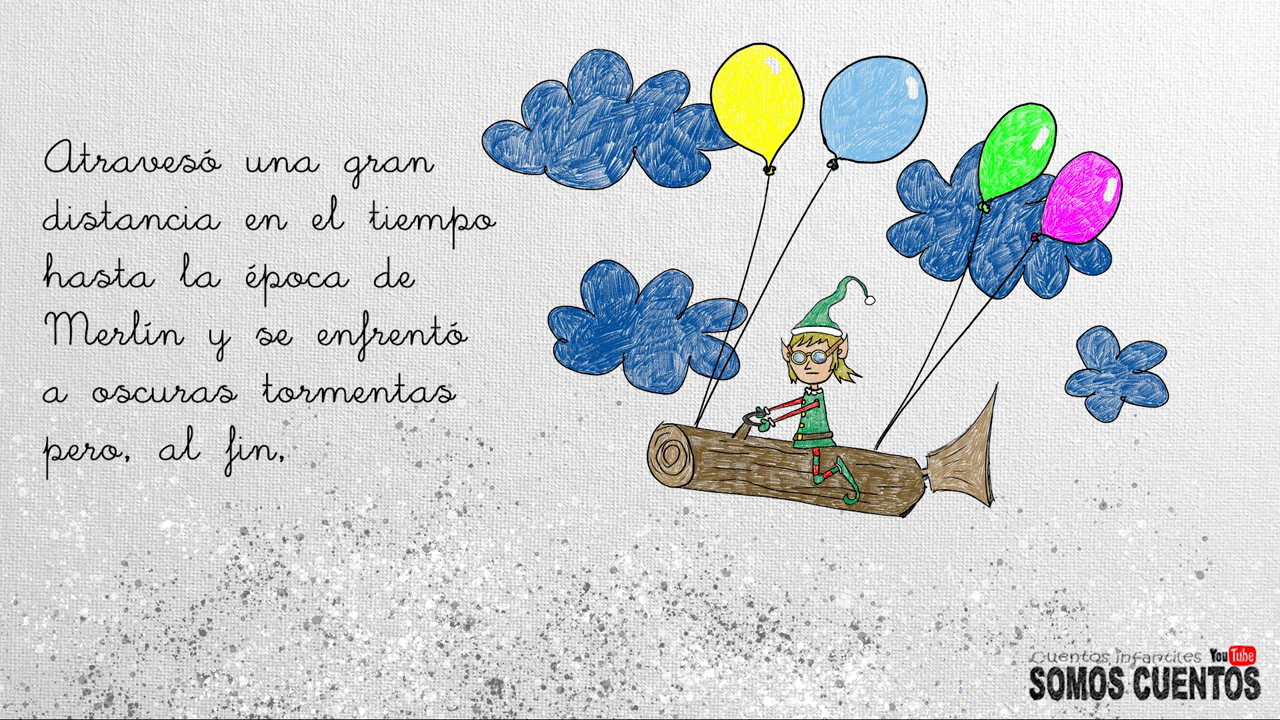 Atravesó una gran
distancia en el tiempo
hasta la época de
Merlín y se enfrentó
a oscuras tormentas
pero, al fin,
Cuentos infantiles YouTube
SOMOS CUENTOS